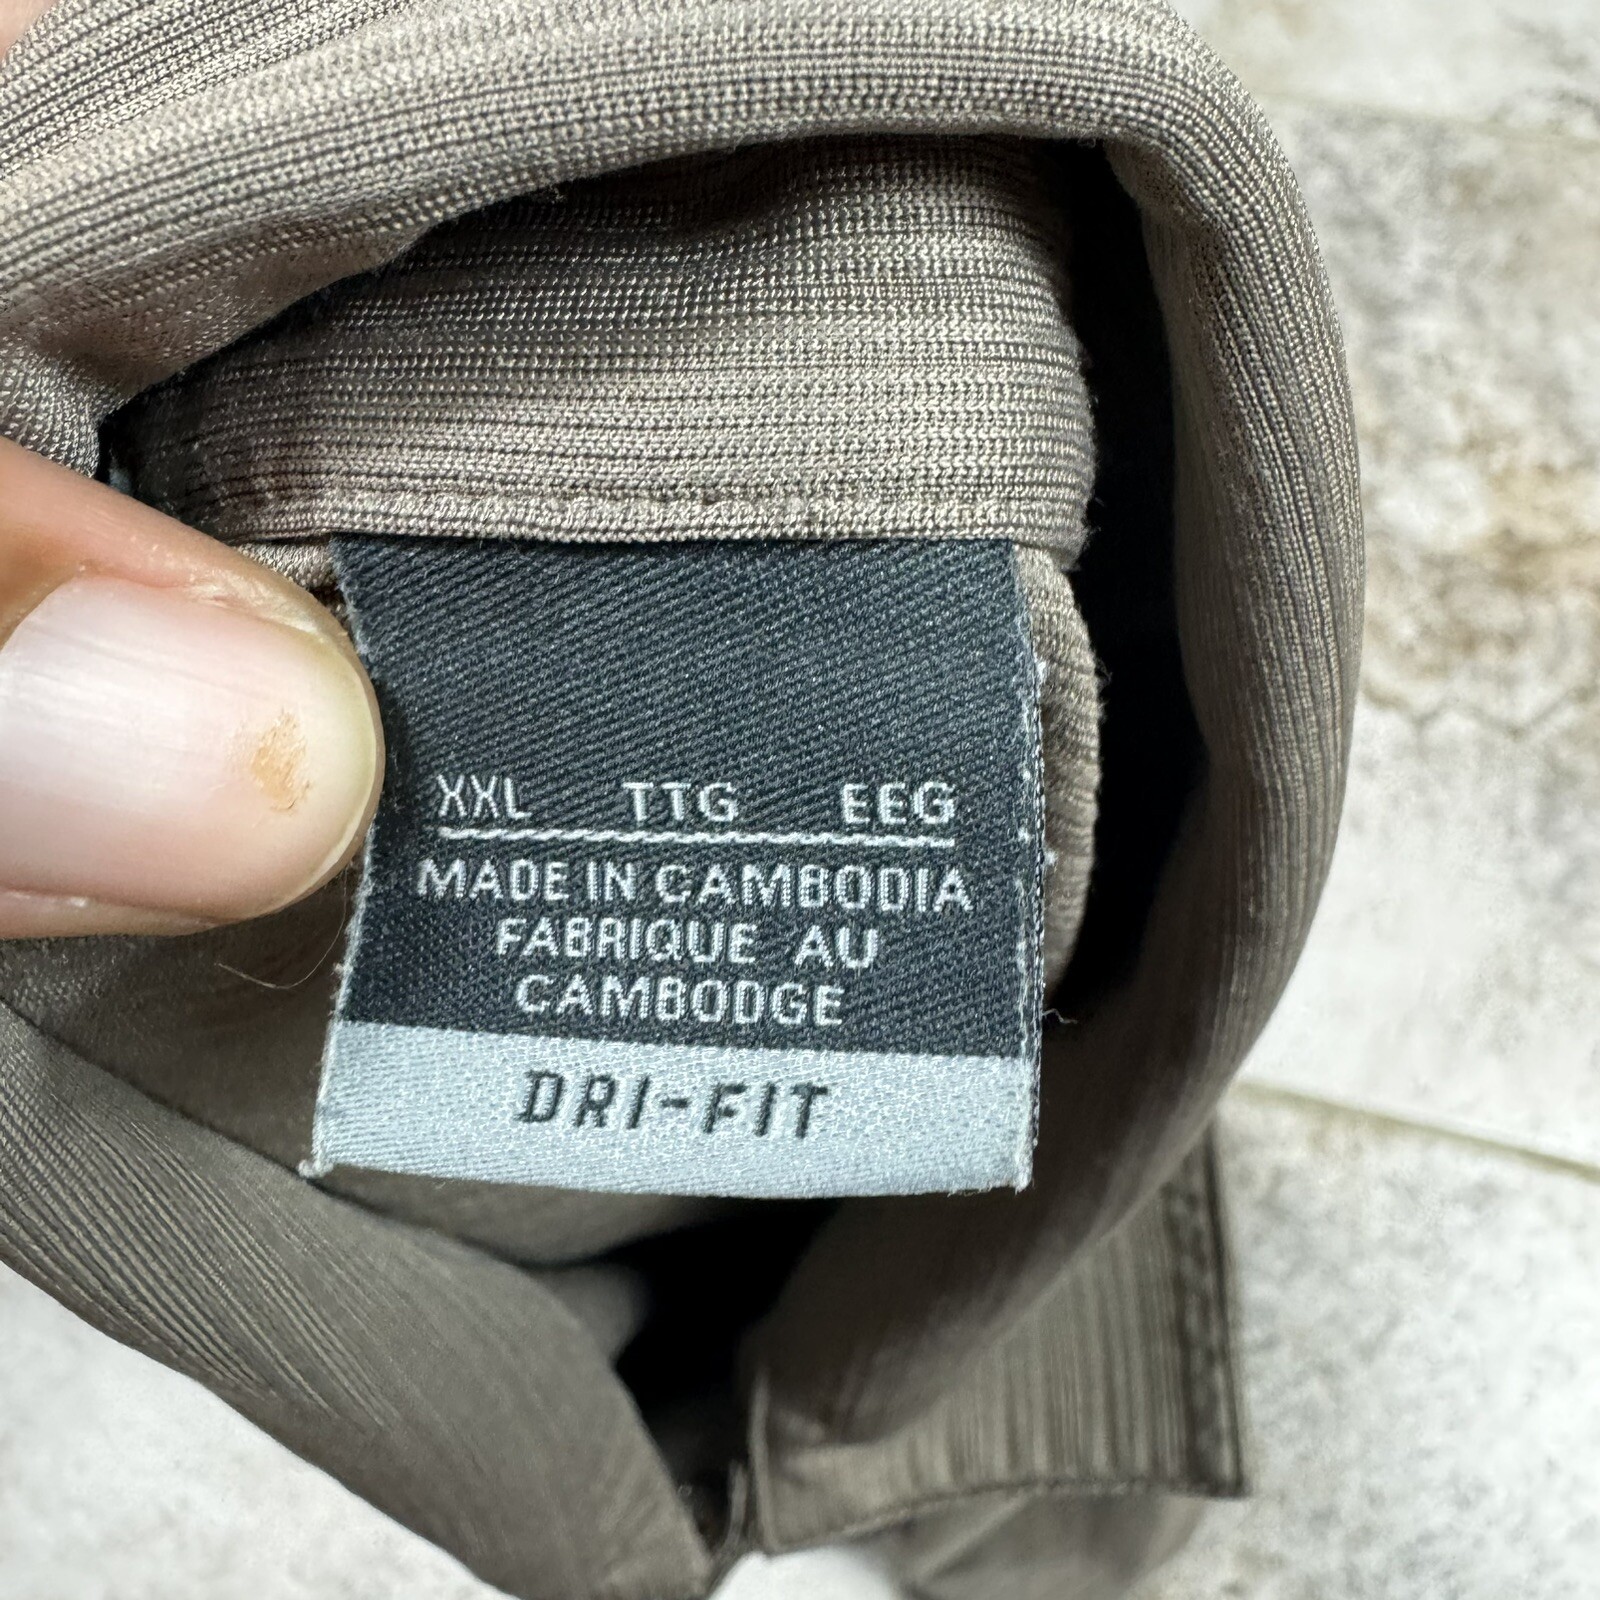 XXL TTG EEG
MADE IN CAMBODIA
FABRIQUE AU
CAMBODGE
DRI-FIT